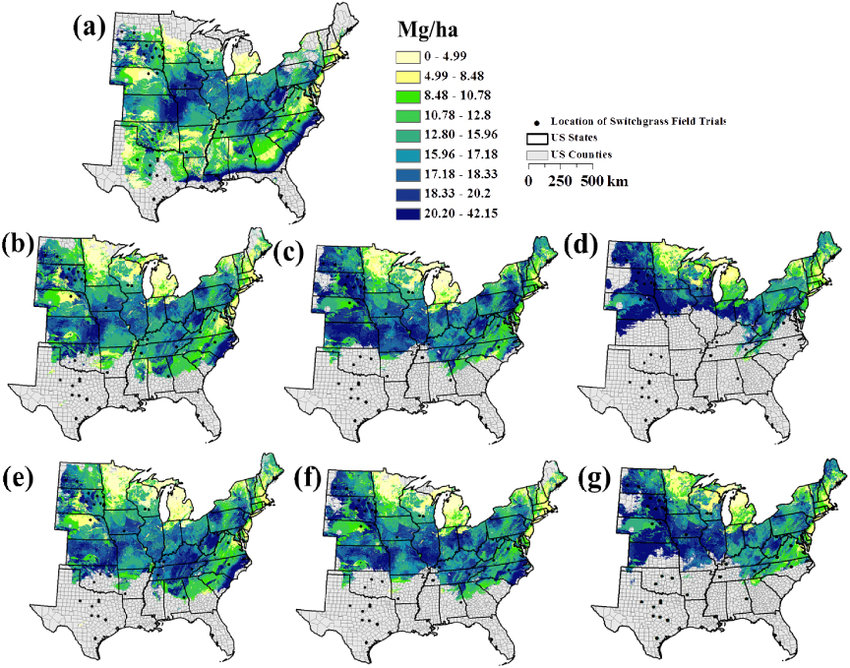 (a)
Mg/ha
0 - 4.99
4.99 - 8.48
8.48 - 10.78
10.78 - 12.8
12.80 - 15.96
15.96 - 17.18
17.18 - 18.33
18.33 - 20.2
20.20 - 42.15
Location of Switchgrass Field Trials
US States
US Counties
0 250 500 km
(b)
(c)
(d)
(e)
(f)
(g)